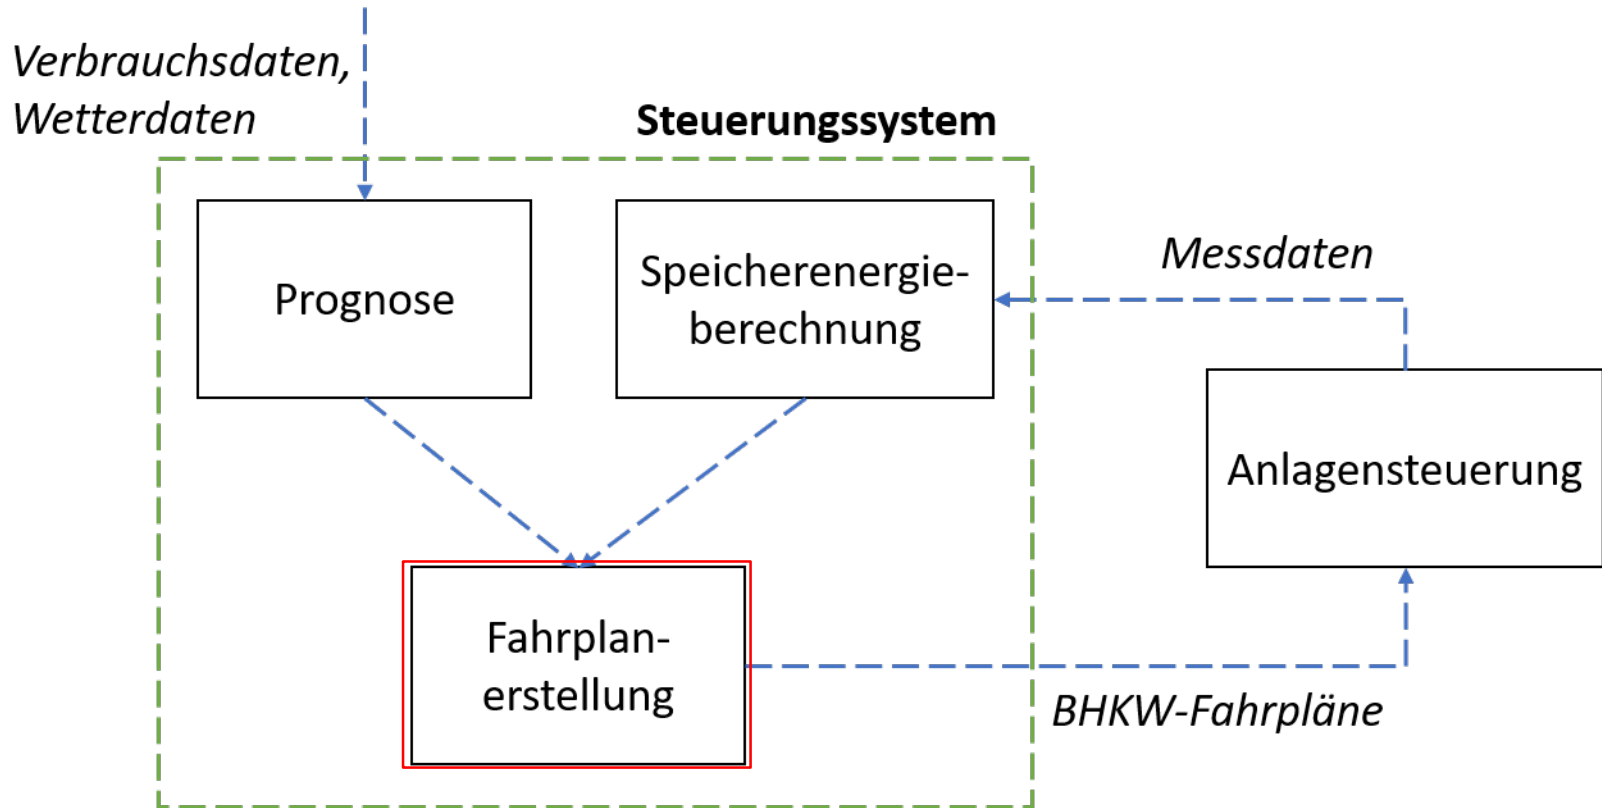 Verbrauchsdaten,
Wetterdaten
Steuerungssystem
Prognose
Speicherenergie-
berechnung
Messdaten
Anlagensteuerung
Fahrplan-
erstellung
BHKW-Fahrpläne